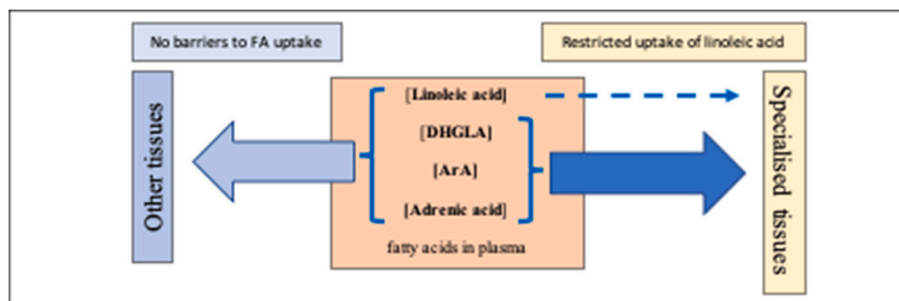 No barriers to FA uptake
Restricted uptake of linoleic acid
Other tissues
[Linoleic acid]
[DHGLA]
[ArA]
[Adrenic acid]
fatty acids in plasma
Specialised tissues